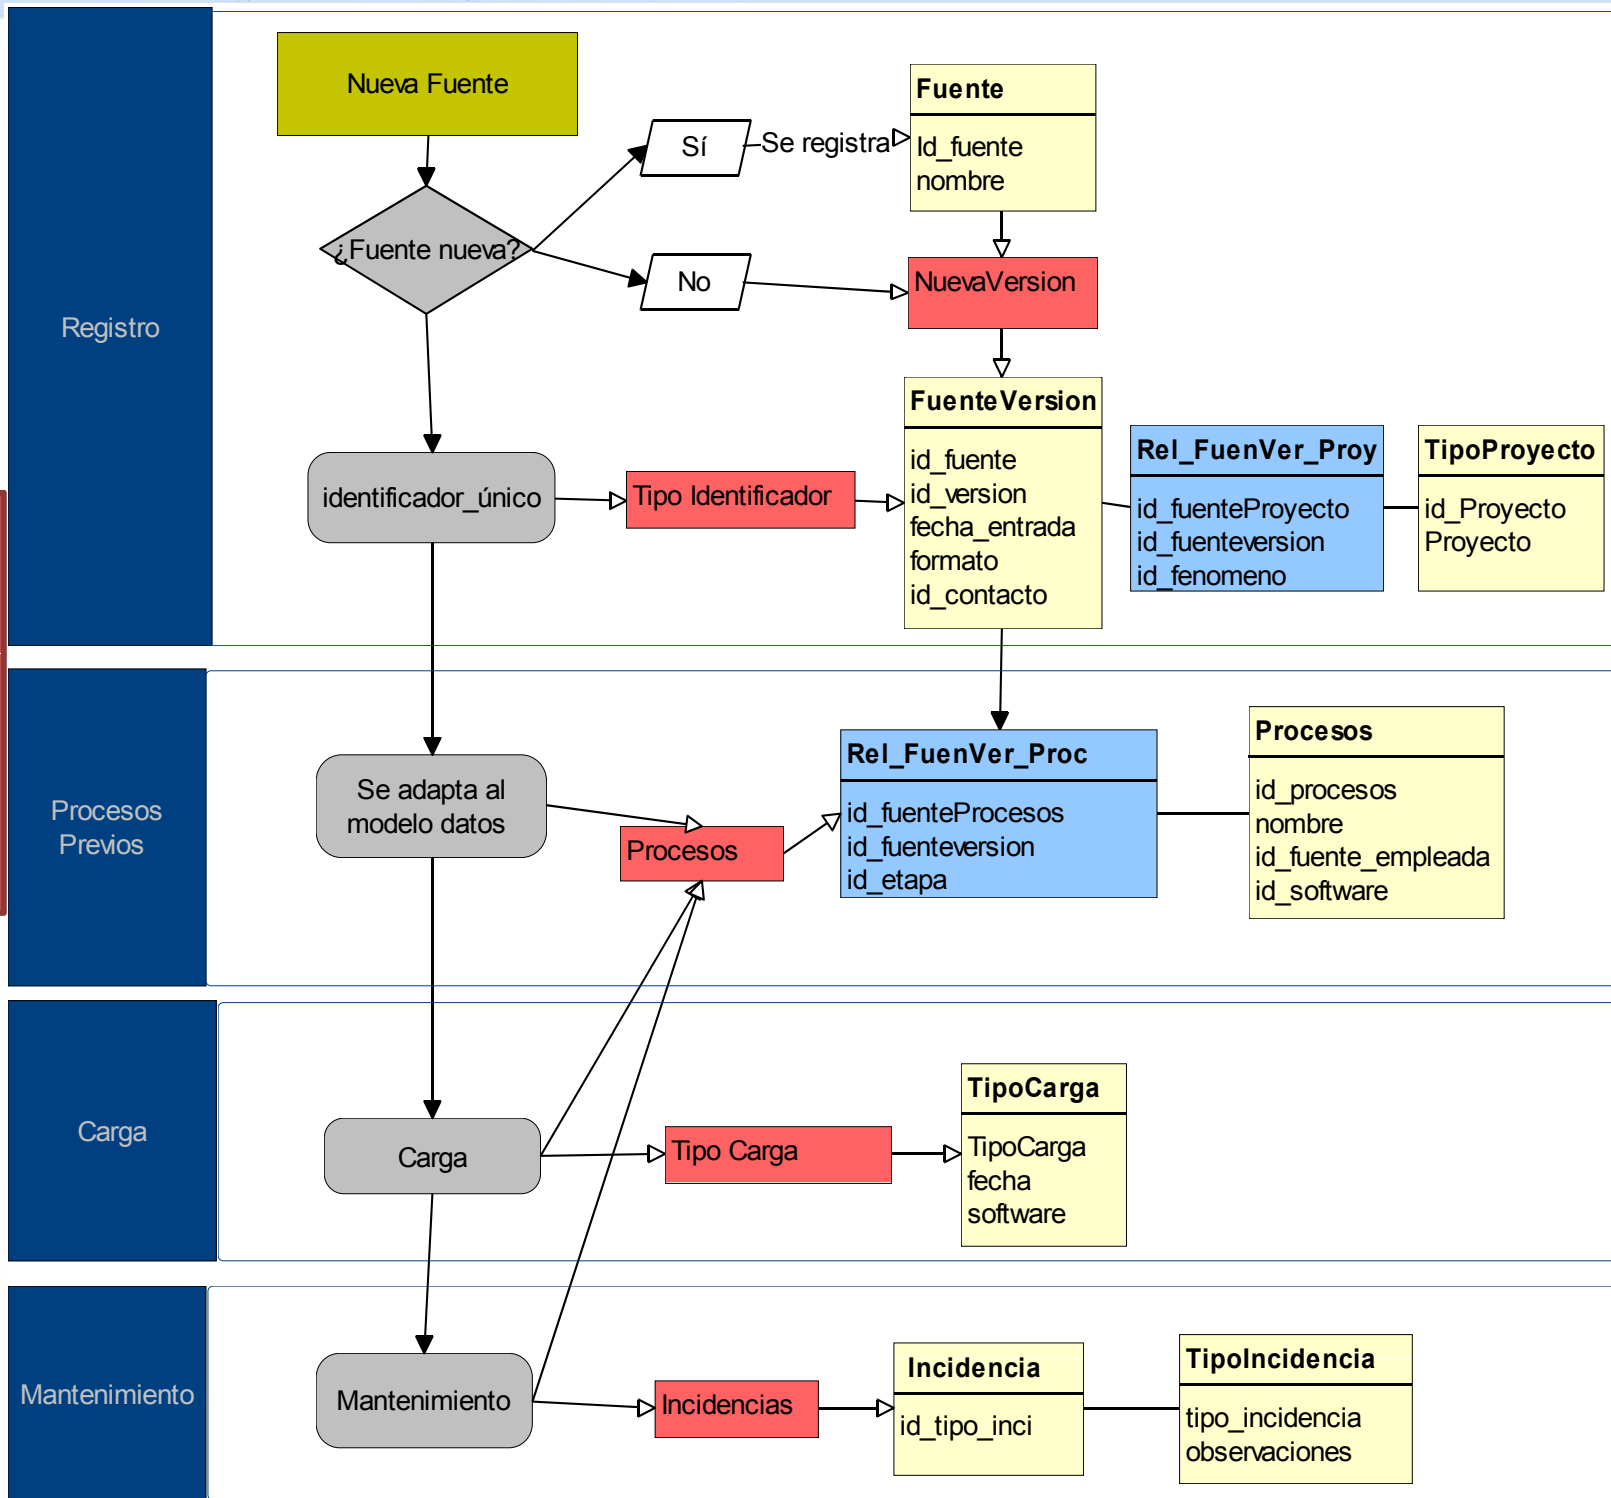 Registro
Nueva Fuente
¿Fuente nueva?
Sí
Se registra
No
Fuente
Id_fuente
nombre
NuevaVersion
identificador_único
Tipo Identificador
FuenteVersion
id_fuente
id_version
fecha_entrada
formato
id_contacto
Rel_FuenVer_Proy
id_fuenteProyecto
id_fuenteversion
id_fenomeno
TipoProyecto
id_Proyecto
Proyecto
Procesos
Previos
Se adapta al
modelo datos
Procesos
Rel_FuenVer_Proc
id_fuenteProcesos
id_fuenteversion
id_etapa
Procesos
id_procesos
nombre
id_fuente_empleada
id_software
Carga
Carga
Tipo Carga
TipoCarga
TipoCarga
fecha
software
Mantenimiento
Mantenimiento
Incidencias
Incidencia
id_tipo_inci
TipoIncidencia
tipo_incidencia
observaciones